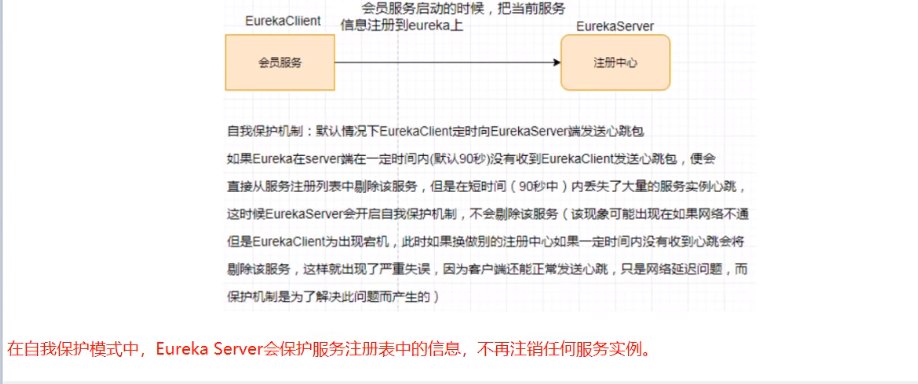 会员服务启动的时候，把当前服务
信息注册到eureka上
EurekaCliient
EurekaServer
会员服务
注册中心
自我保护机制：默认情况下EurekaClient定时向EurekaServer端发送心跳包
如果Eureka在server端在一定时间内(默认90秒)没有收到EurekaClient发送心跳包，便会
直接从服务注册列表中剔除该服务，但是在短时间（90秒中）内丢失了大量的服务实例心跳，
这时候EurekaServer会开启自我保护机制，不会剔除该服务（该现象可能出现在如果网络不通
但是EurekaClient为出现宕机，此时如果换做别的注册中心如果一定时间内没有收到心跳会将
剔除该服务，这样就出现了严重失误，因为客户端还能正常发送心跳，只是网络延迟问题，而
保护机制是为了解决此问题而产生的）
在自我保护模式中，Eureka Server会保护服务注册表中的信息，不再注销任何服务实例。